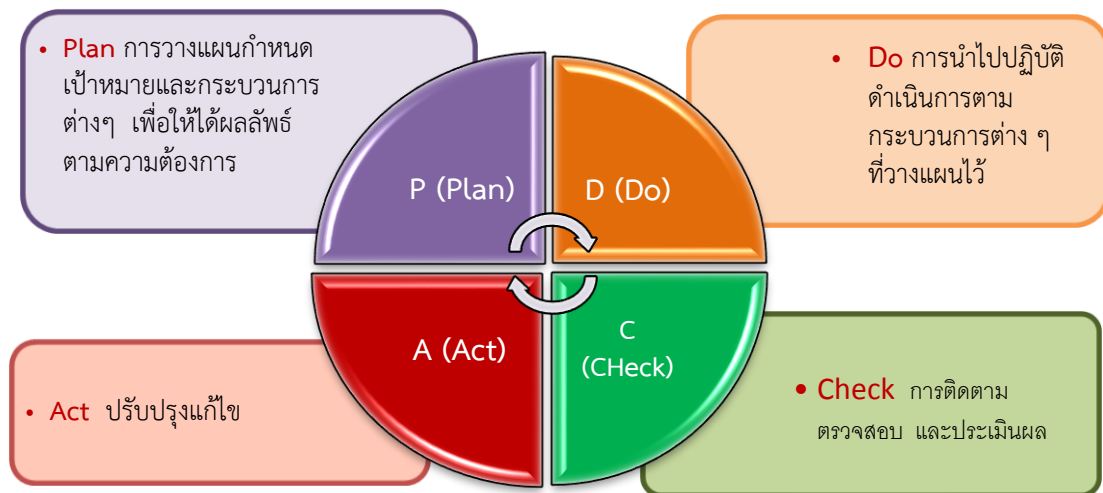 • Plan การวางแผนกำหนด
เป้าหมายและกระบวนการ
ต่างๆ เพื่อให้ได้ผลลัพธ์
ตามความต้องการ
• Do การนำไปปฏิบัติ
ดำเนินการตาม
กระบวนการต่าง ๆ
ที่วางแผนไว้
P (Plan)
D (Do)
A (Act)
C
(CHeck)
• Act ปรับปรุงแก้ไข
• Check การติดตาม
ตรวจสอบ และประเมินผล